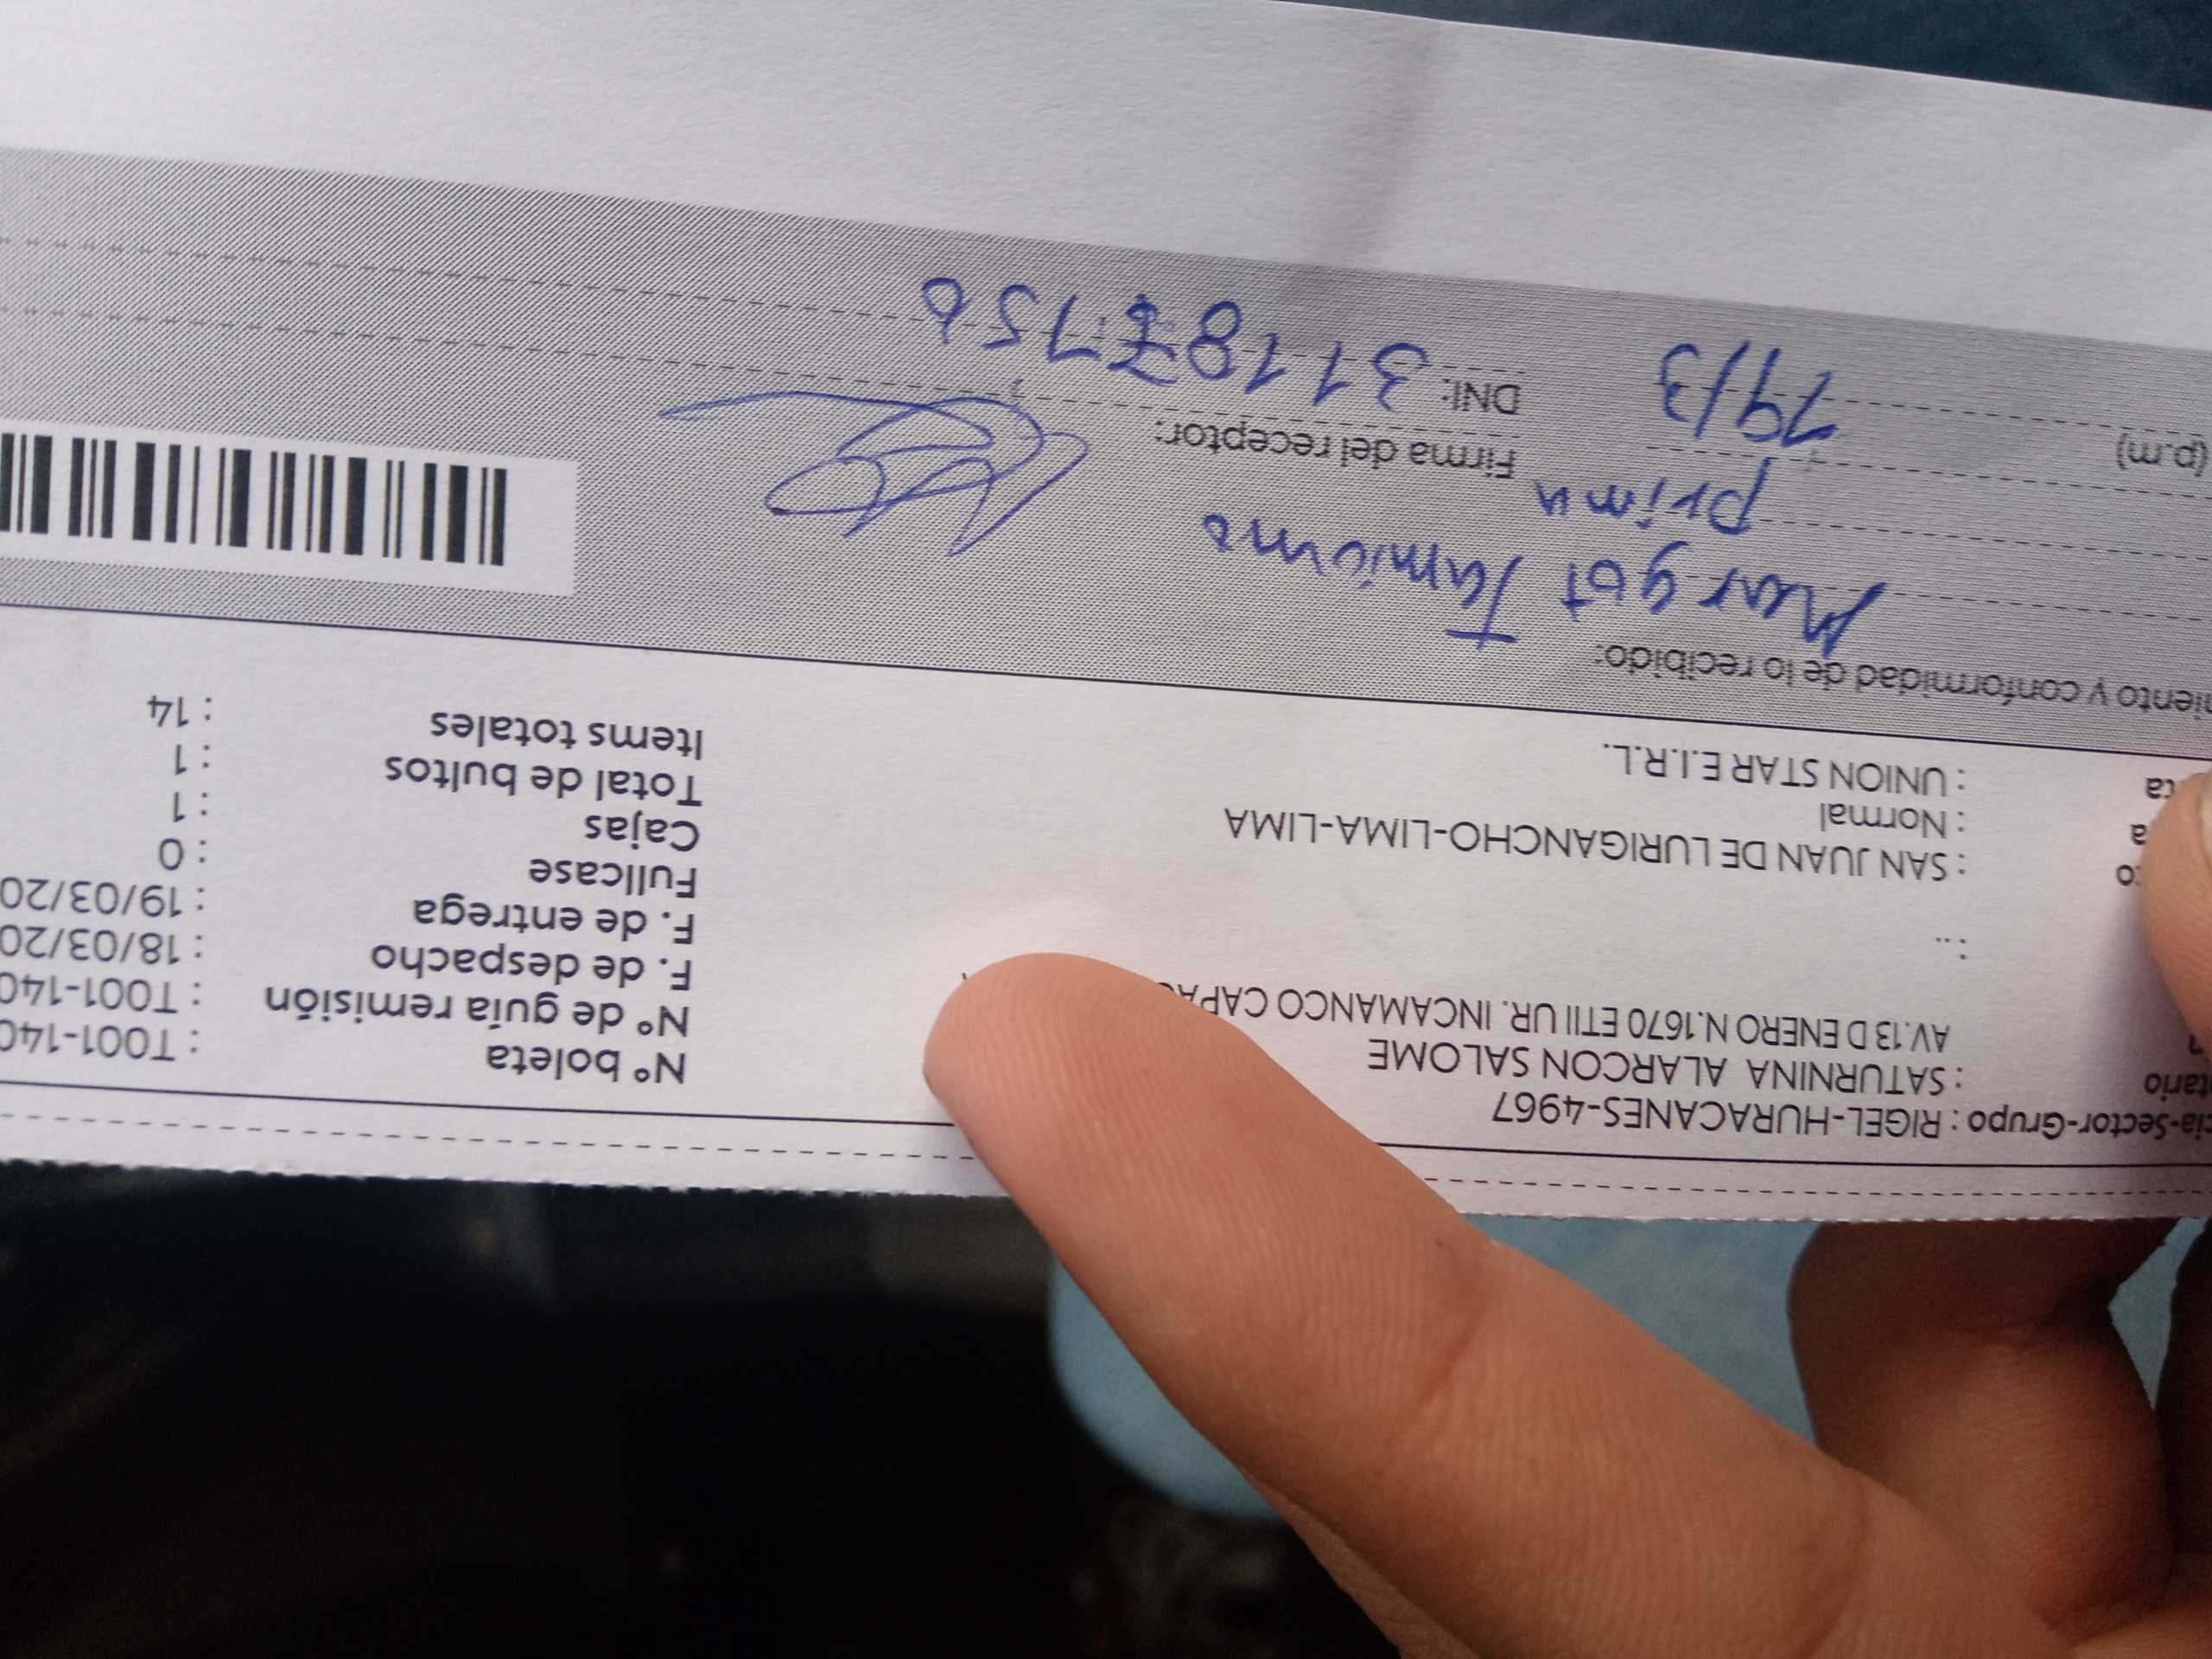 cia-Sector-Grupo : RIGEL-HURACANES-4967
tario : SATURNINA ALARCON SALOME
AV.13 D ENERO N.1670 ETII UR. INCAMANCO CAPA
: ..
to : SAN JUAN DE LURIGANCHO-LIMA-LIMA
a : Normal
ta : UNION STAR E.I.R.L.
N° boleta : T001-140
N° de guía remisión : T001-140
F. de despacho : 18/03/20
F. de entrega : 19/03/20
Fullcase : 0
Cajas : 1
Total de bultos : 1
Items totales : 14
iento y conformidad de lo recibido:
Margot
prima
Firma del receptor:
(p.m) 19/3
DNI: